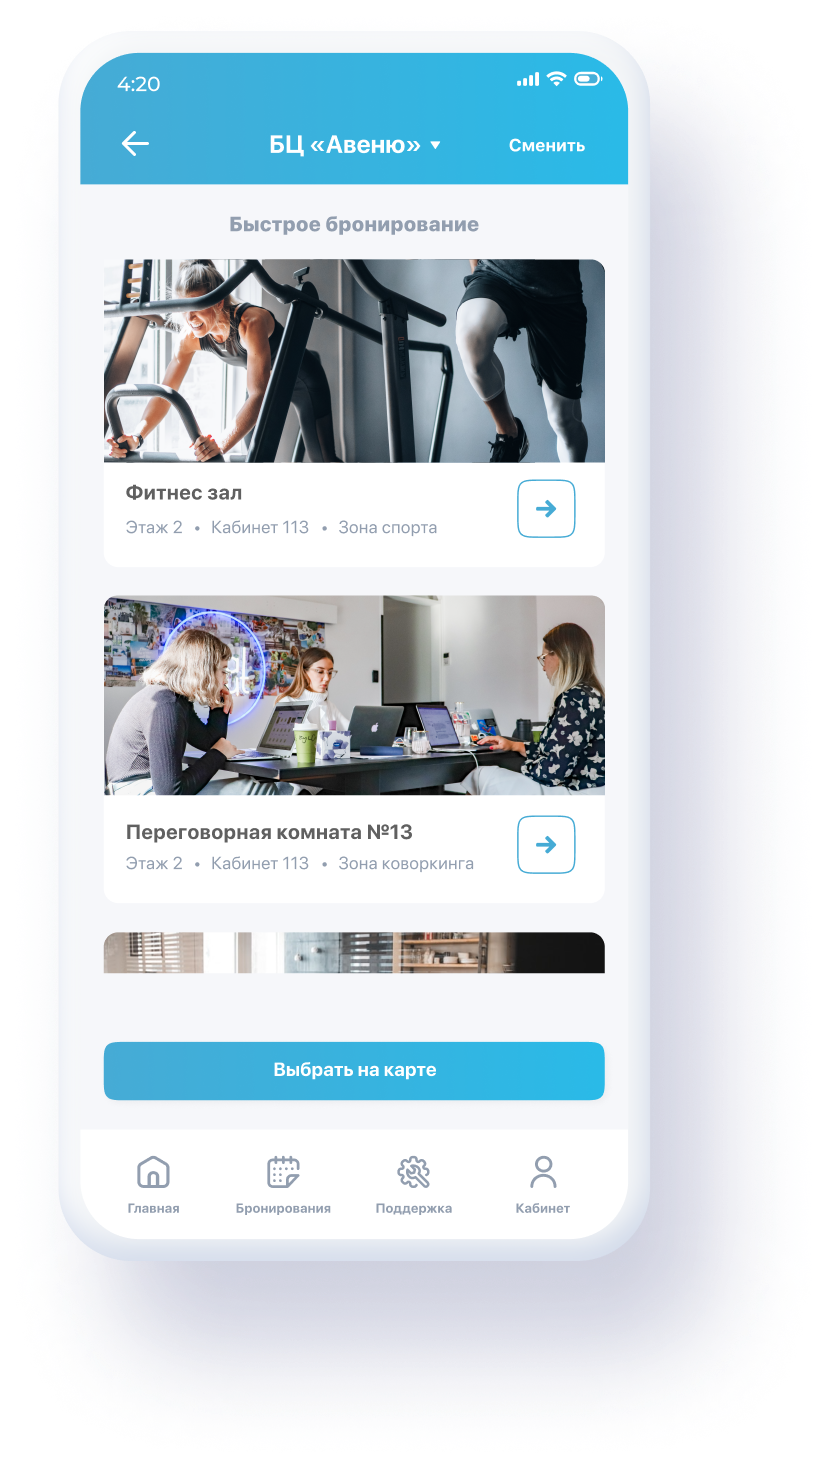 4:20
БЦ «Авеню»
Сменить
Быстрое бронирование
Фитнес зал
Этаж 2 • Кабинет 113 • Зона спорта
Переговорная комната №13
Этаж 2 • Кабинет 113 • Зона коворкинга
Выбрать на карте
Главная
Бронирования
Поддержка
Кабинет